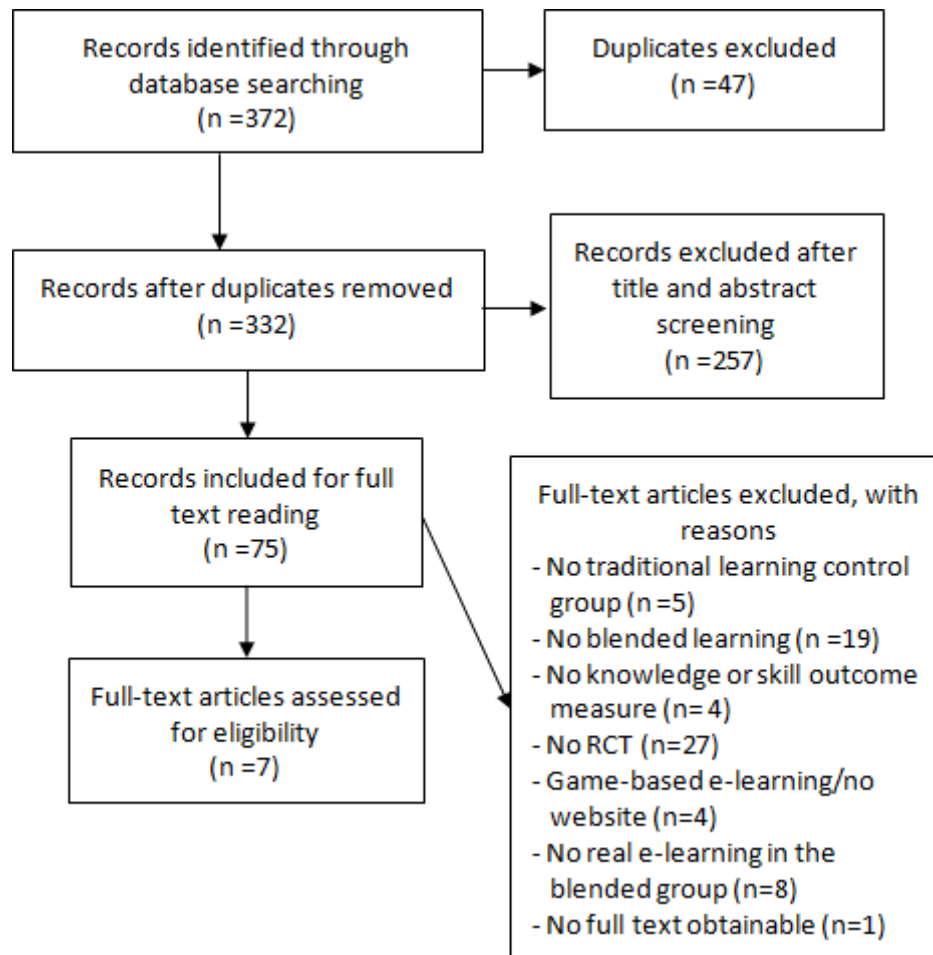 Records identified through
database searching
(n =372)
Duplicates excluded
(n =47)
Records after duplicates removed
(n =332)
Records excluded after
title and abstract
screening
(n =257)
Records included for full
text reading
(n =75)
Full-text articles excluded, with
reasons
- No traditional learning control
group (n =5)
- No blended learning (n =19)
- No knowledge or skill outcome
measure (n= 4)
- No RCT (n=27)
- Game-based e-learning/no
website (n=4)
- No real e-learning in the
blended group (n=8)
- No full text obtainable (n=1)
Full-text articles assessed
for eligibility
(n =7)